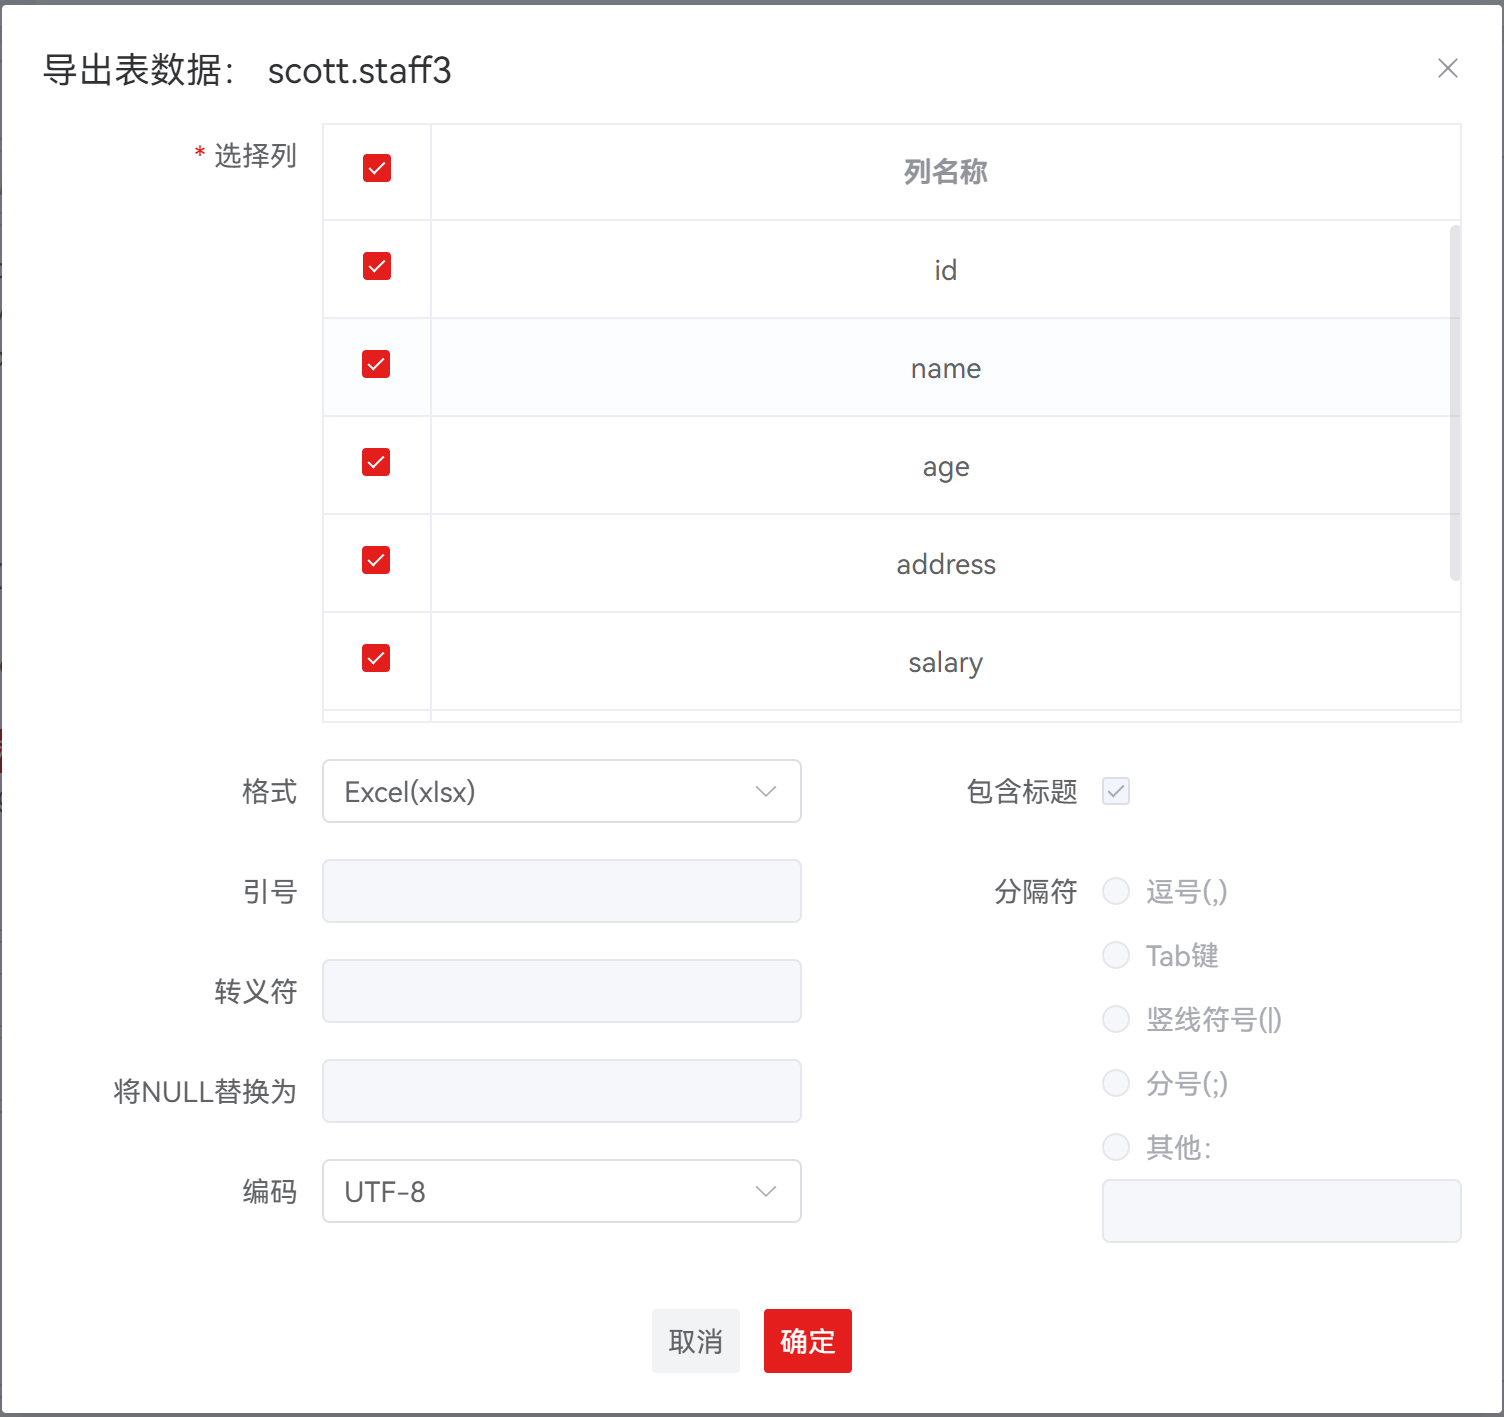 导出表数据： scott.staff3
* 选择列
列名称
id
name
age
address
salary
格式 Excel(xlsx) 包含标题
引号 分隔符 逗号(,)
Tab键
转义符
竖线符号(|)
将NULL替换为 分号(;)
其他：
编码 UTF-8
取消 确定